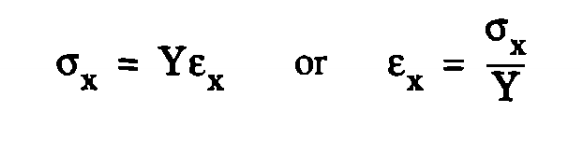 σₓ = Yεₓ or εₓ = σₓ/Y